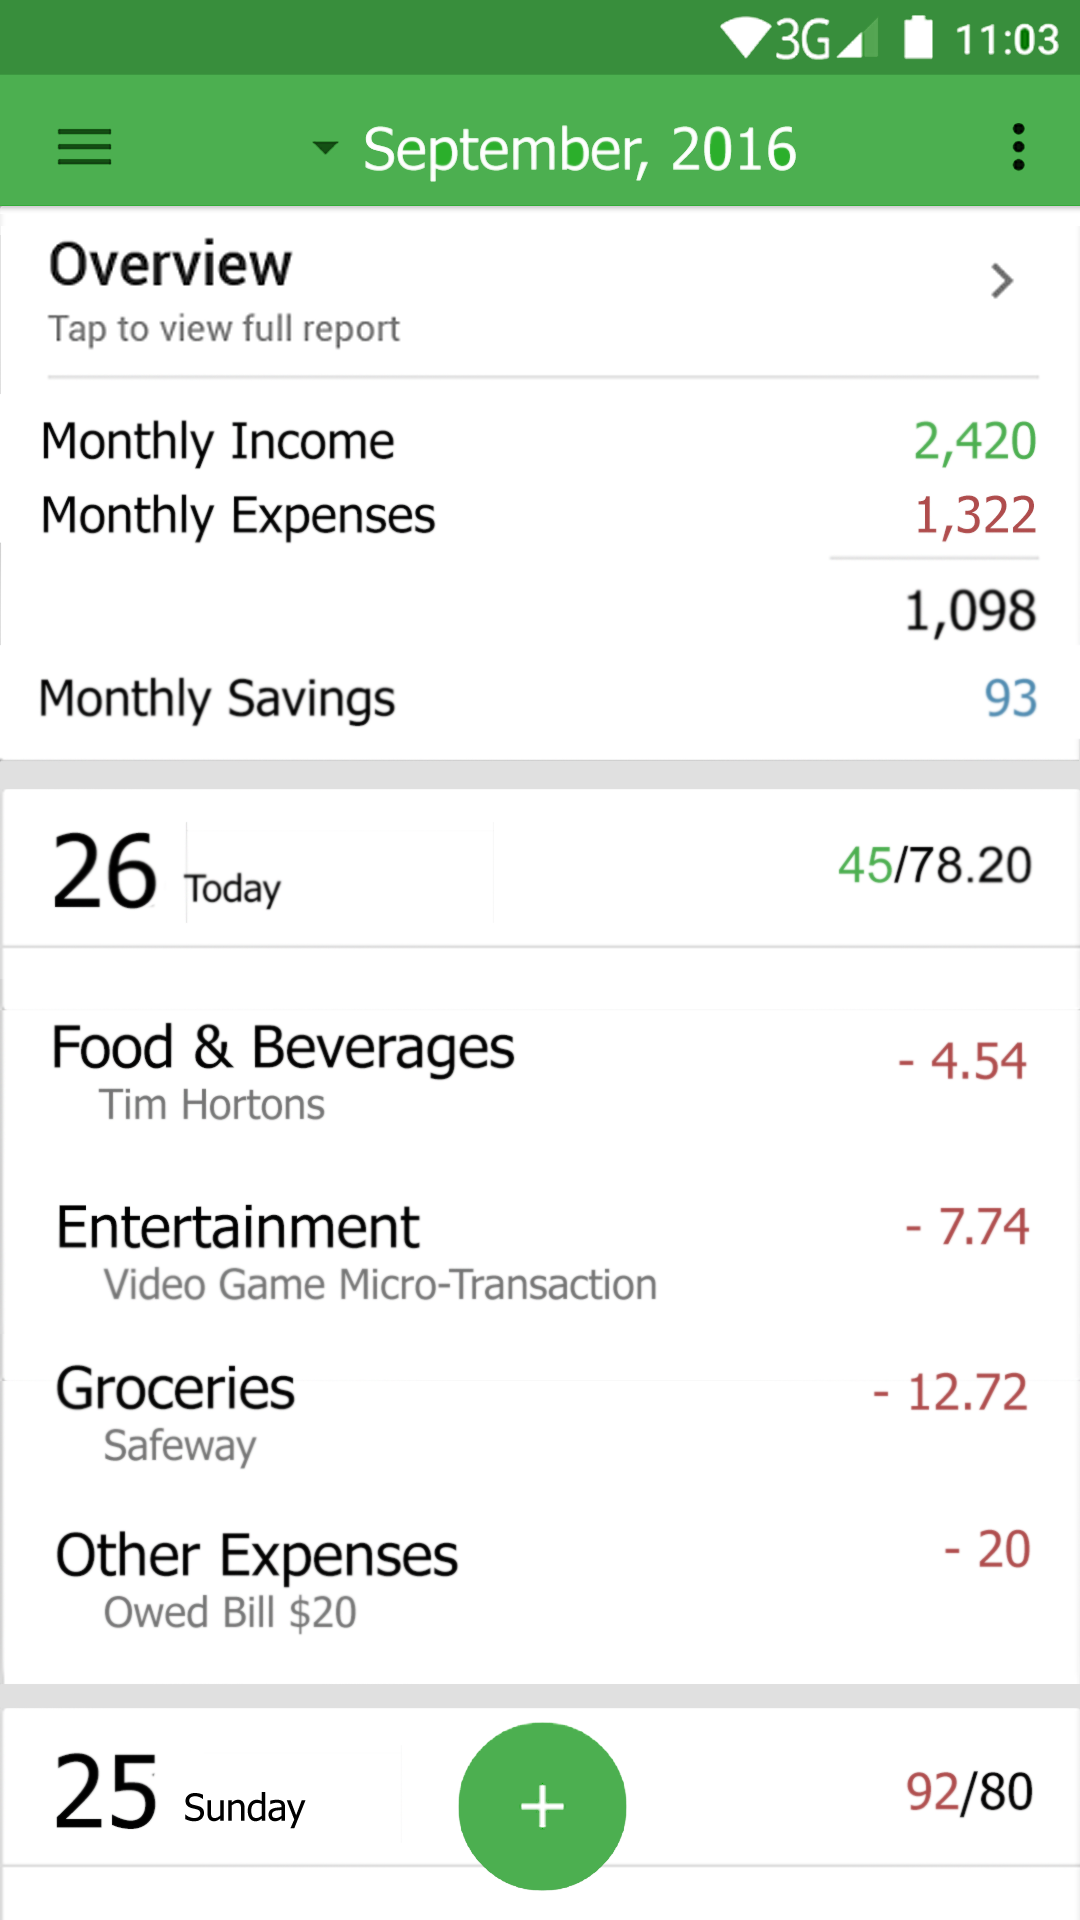 3G 11:03
September, 2016
Overview
Tap to view full report
Monthly Income 2,420
Monthly Expenses 1,322
1,098
Monthly Savings 93
26 Today 45/78.20
Food & Beverages - 4.54
Tim Hortons
Entertainment - 7.74
Video Game Micro-Transaction
Groceries - 12.72
Safeway
Other Expenses - 20
Owed Bill $20
25 Sunday 92/80
+